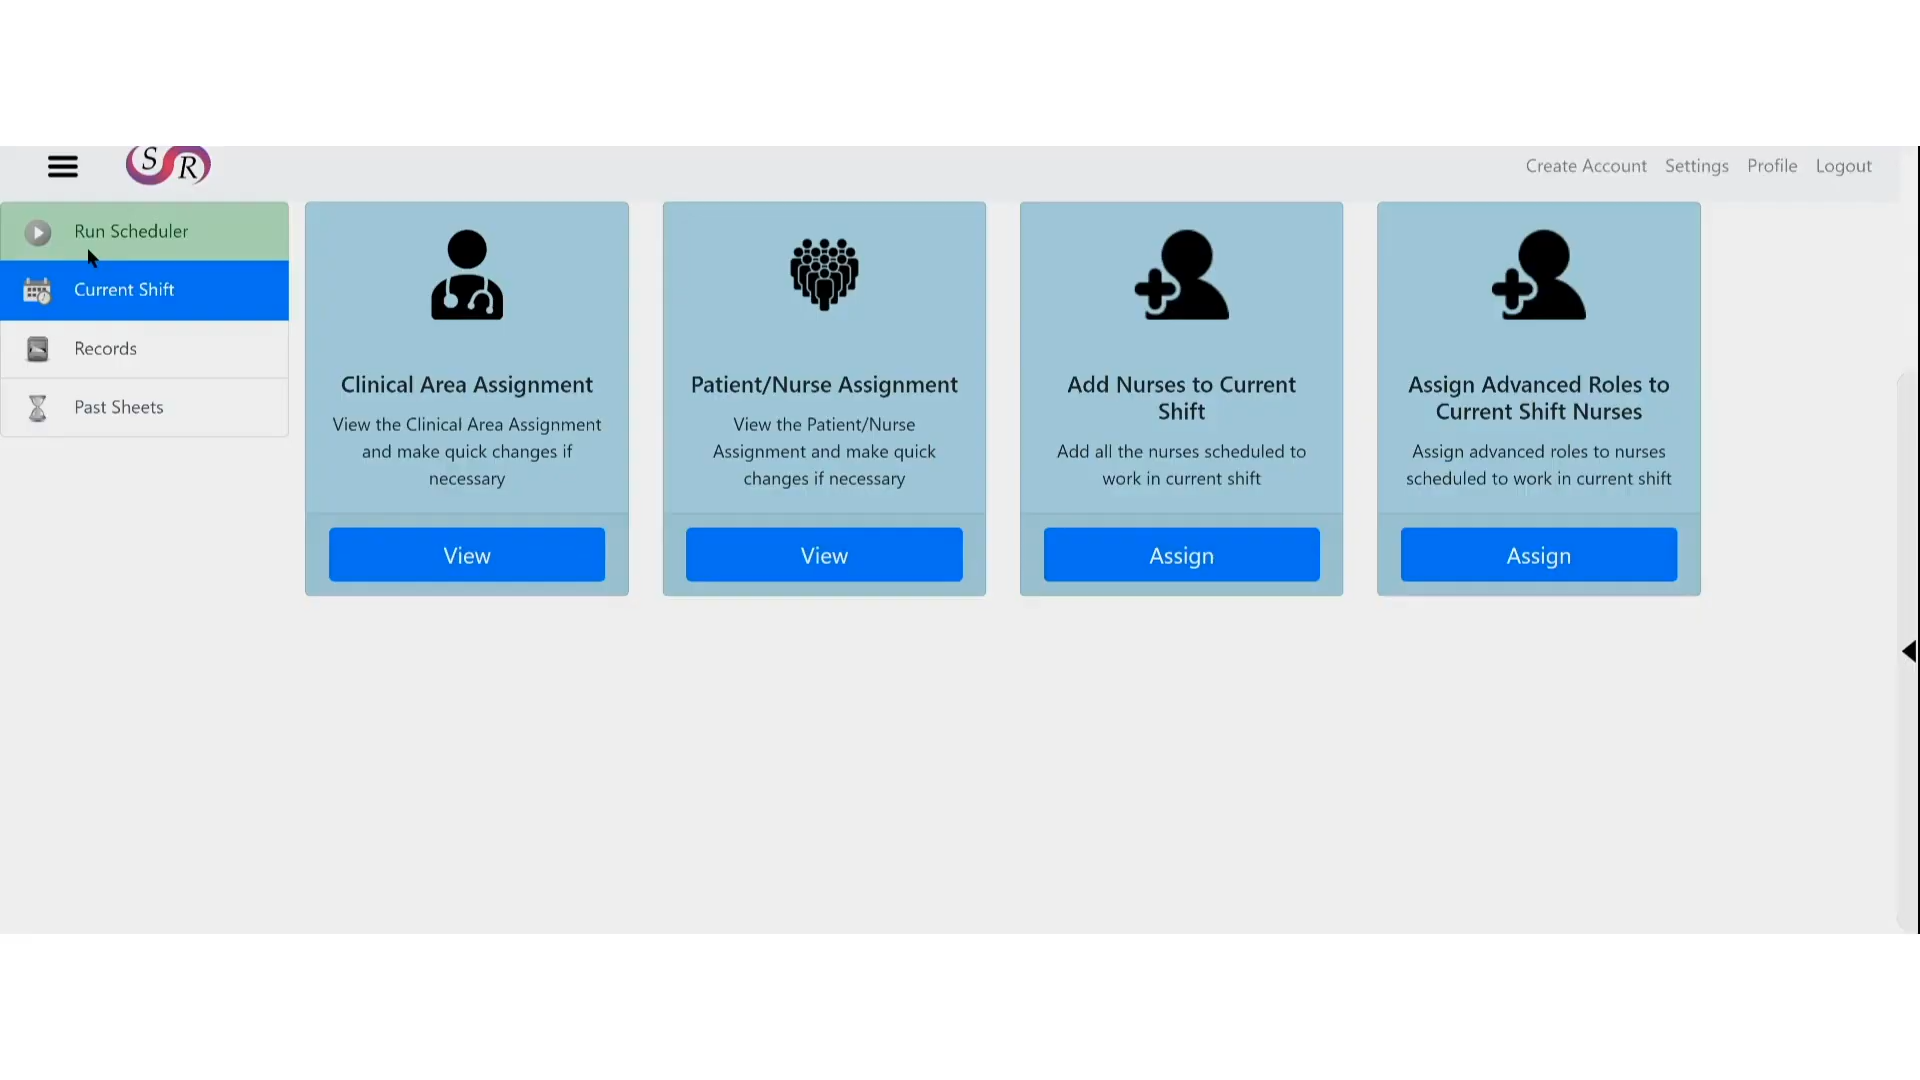 S R
Create Account Settings Profile Logout
Run Scheduler
Current Shift
Records
Past Sheets
Clinical Area Assignment
View the Clinical Area Assignment
and make quick changes if
necessary
View
Patient/Nurse Assignment
View the Patient/Nurse
Assignment and make quick
changes if necessary
View
Add Nurses to Current
Shift
Add all the nurses scheduled to
work in current shift
Assign
Assign Advanced Roles to
Current Shift Nurses
Assign advanced roles to nurses
scheduled to work in current shift
Assign